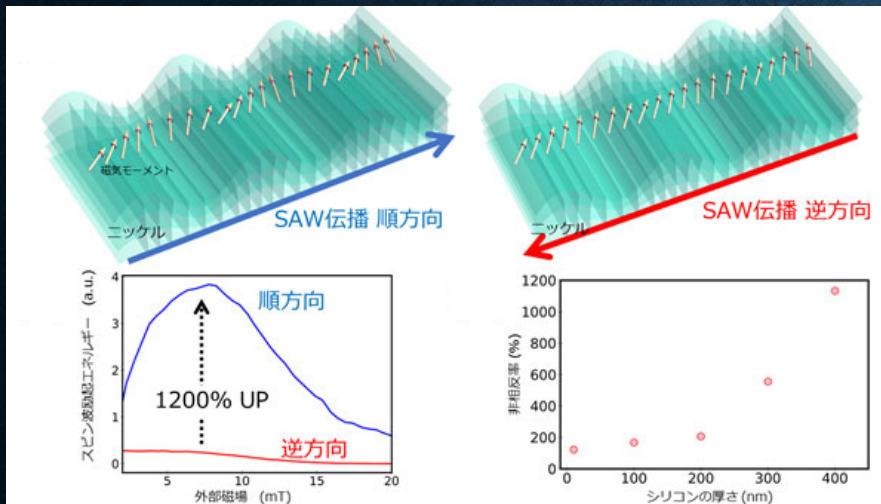 磁気モーメント
ニッケル
SAW伝播 順方向
ニッケル
SAW伝播 逆方向
スピン波励起エネルギー (a.u.)
4
3
2
1
0
順方向
1200% UP
逆方向
5
10
15
20
外部磁場 (mT)
非相反率(%)
1200
1000
800
600
400
200
0
0
100
200
300
400
シリコンの厚さ(nm)